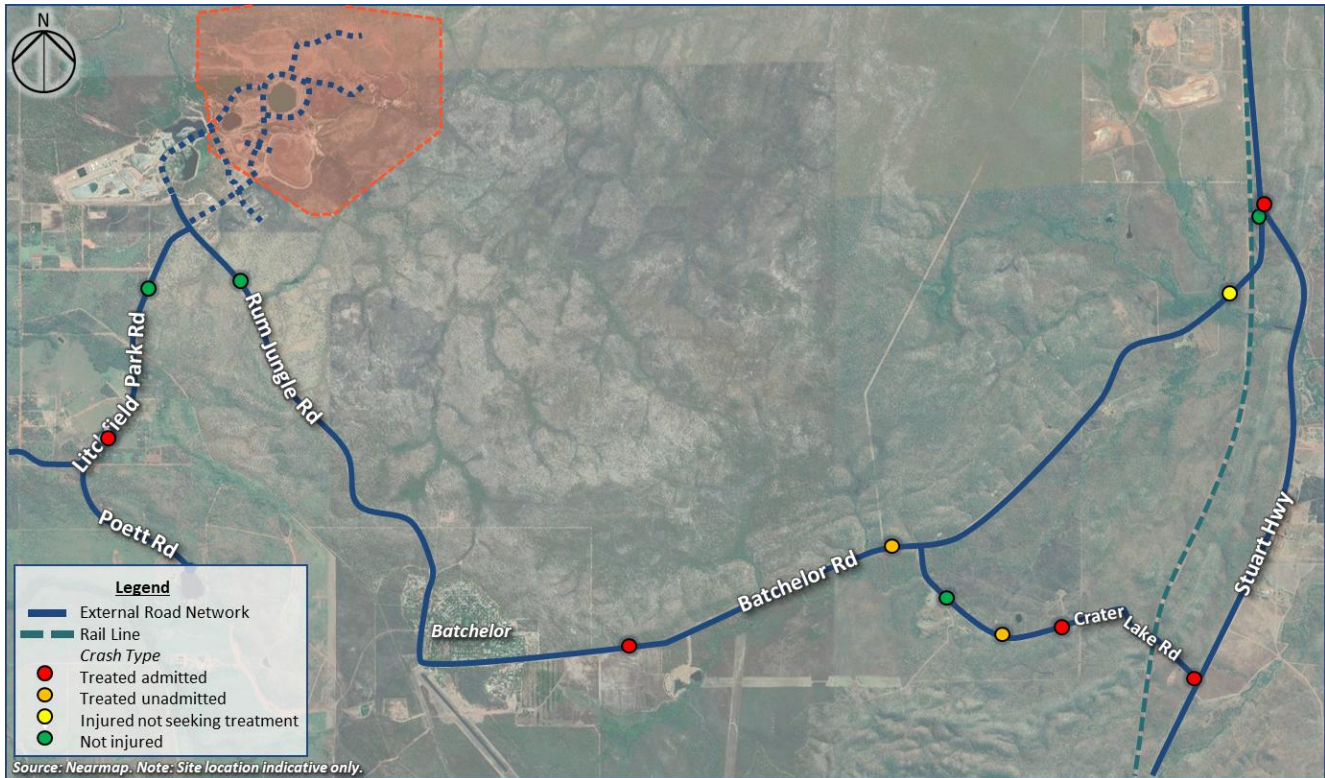 N
Litchfield Park Rd
Rum Jungle Rd
Poett Rd
Batchelor
Batchelor Rd
Crater Lake Rd
Stuart Hwy
Legend
External Road Network
Rail Line
Crash Type
Treated admitted
Treated unadmitted
Injured not seeking treatment
Not injured
Source: Nearmap. Note: Site location indicative only.